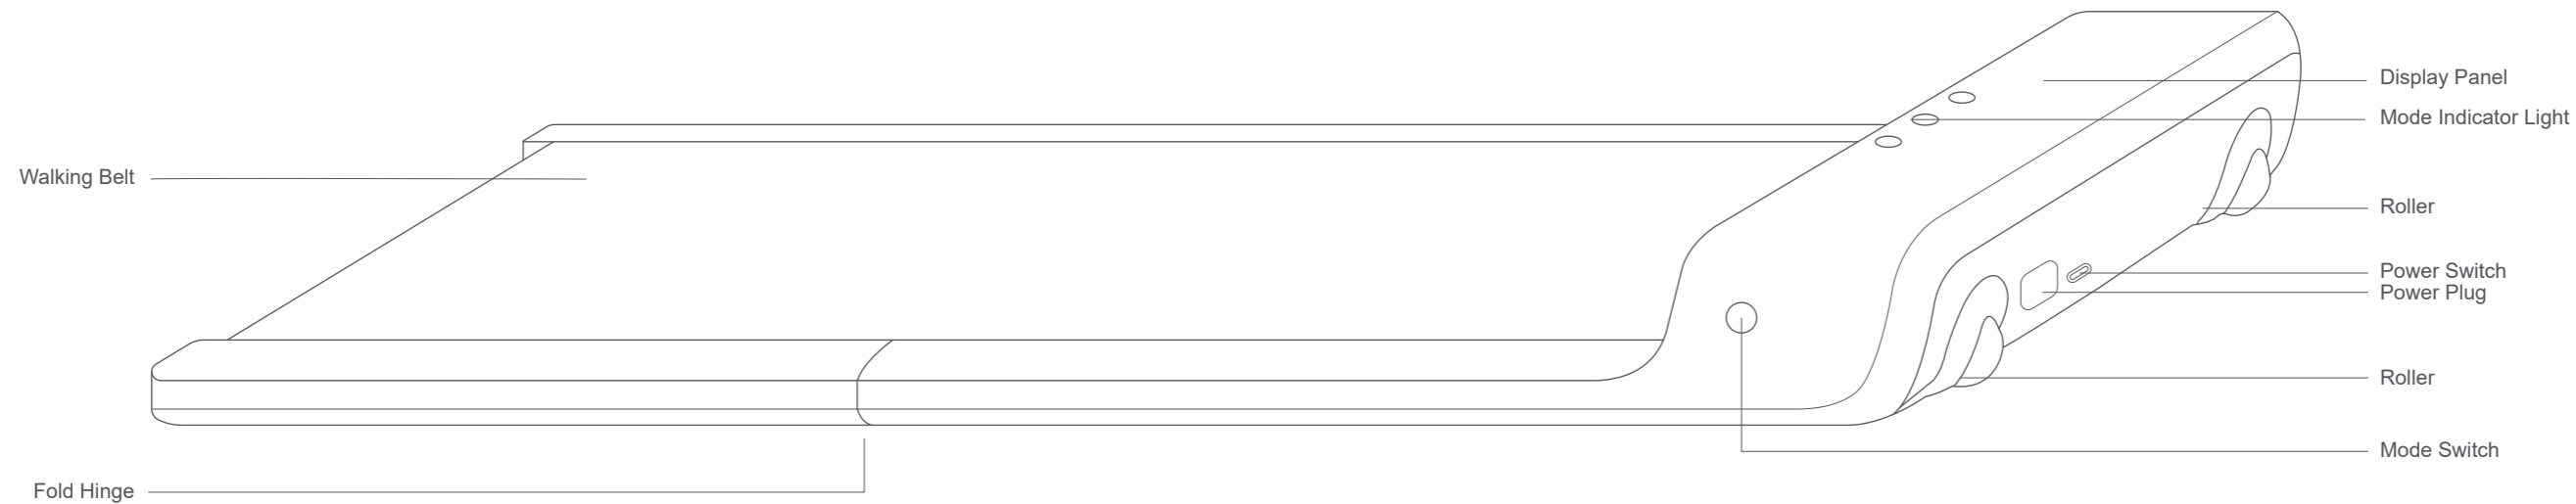 Display Panel
Mode Indicator Light
Walking Belt
Roller
Power Switch
Power Plug
Roller
Mode Switch
Fold Hinge